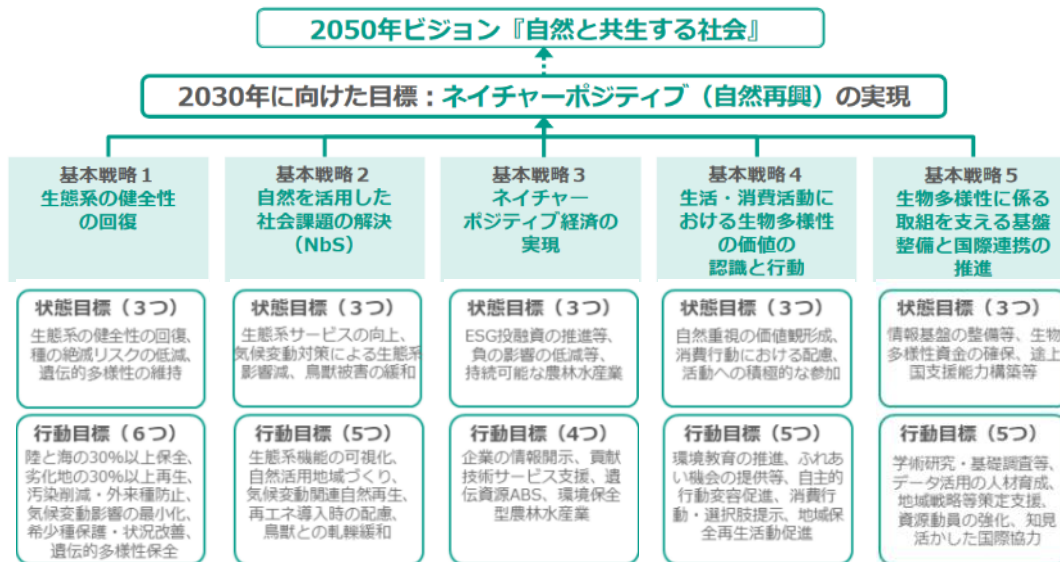 2050年ビジョン『自然と共生する社会』
2030年に向けた目標：ネイチャーポジティブ（自然再興）の実現
基本戦略１
生態系の健全性
の回復
状態目標（３つ）
生態系の健全性の回復、
種の絶滅リスクの低減、
遺伝的多様性の維持
行動目標（６つ）
陸と海の30%以上保全、
劣化地の30%以上再生、
汚染削減・外来種防止、
気候変動影響の最小化、
希少種保護・状況改善、
遺伝的多様性保全
基本戦略２
自然を活用した
社会課題の解決
（NbS）
状態目標（３つ）
生態系サービスの向上、
気候変動対策による生態系
影響減、鳥獣被害の緩和
行動目標（5つ）
生態系機能の可視化、
自然活用地域づくり、
気候変動関連自然再生、
再エネ導入時の配慮、
鳥獣との軋轢緩和
基本戦略３
ネイチャー
ポジティブ経済の
実現
状態目標（３つ）
ESG投融資の推進等、
負の影響の低減等、
持続可能な農林水産業
行動目標（4つ）
企業の情報開示、貢献
技術サービス支援、遺
伝資源ABS、環境保全
型農林水産業
基本戦略４
生活・消費活動に
おける生物多様性
の価値の
認識と行動
状態目標（３つ）
自然重視の価値観形成、
消費行動における配慮、
活動への積極的な参加
行動目標（5つ）
環境教育の推進、ふれあ
い機会の提供等、自主的
行動変容促進、消費行
動・選択肢提示、地域保
全再生活動促進
基本戦略５
生物多様性に係る
取組を支える基盤
整備と国際連携の
推進
状態目標（３つ）
情報基盤の整備等、生物
多様性資金の確保、途上
国支援能力構築等
行動目標（5つ）
学術研究・基礎調査等、
データ活用の人材育成、
地域戦略等策定支援、
資源動員の強化、知見
活かした国際協力